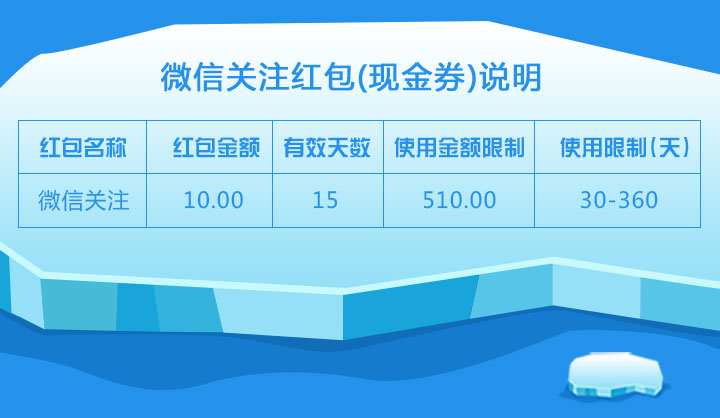 微信关注红包(现金券)说明
红包名称 红包金额 有效天数 使用金额限制 使用限制(天)
微信关注 10.00 15 510.00 30-360